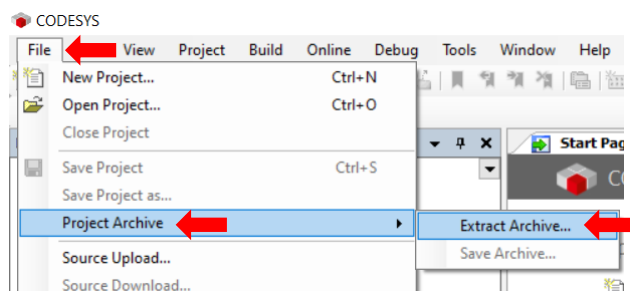 CODESYS
File View Project Build Online Debug Tools Window Help
New Project... Ctrl+N
Open Project... Ctrl+O
Close Project
Start Pag
Save Project Ctrl+S
Save Project as...
Project Archive
Extract Archive...
Save Archive...
Source Upload...
Source Download...